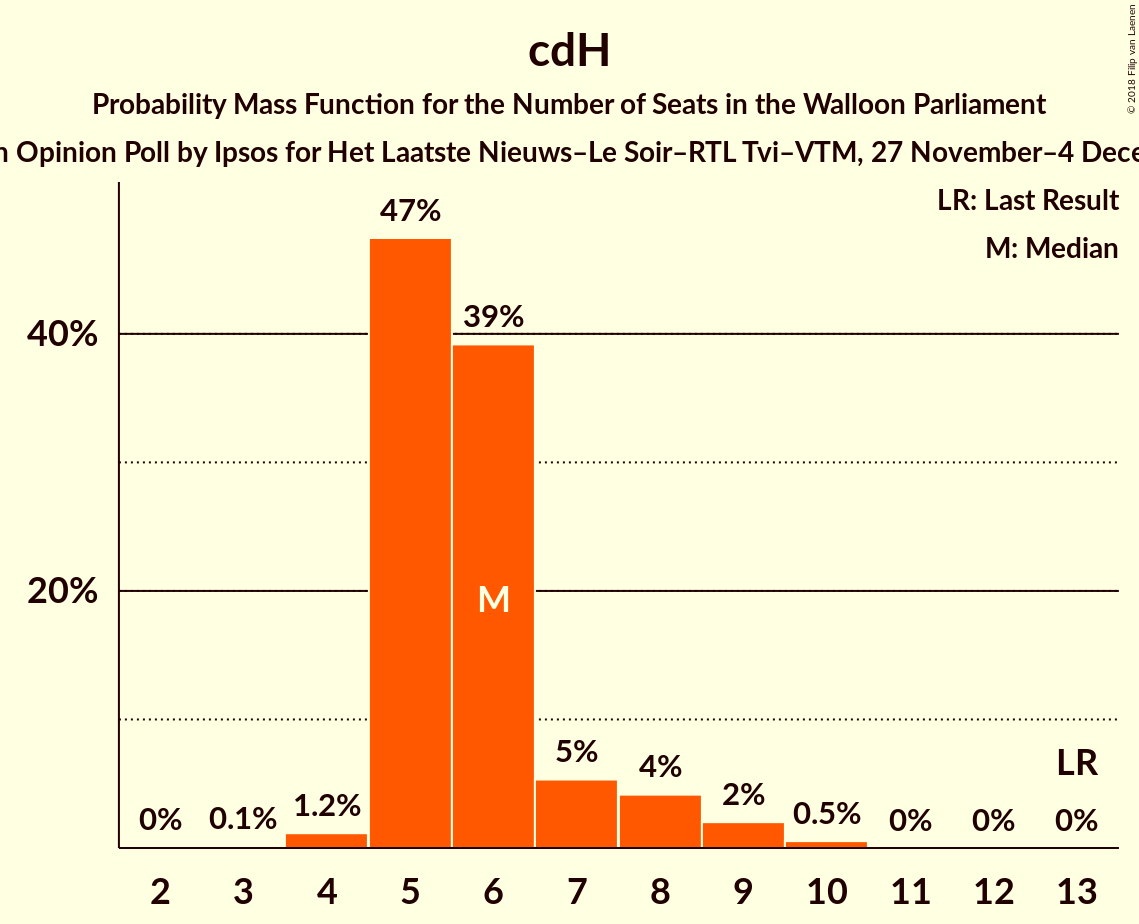 cdH
Probability Mass Function for the Number of Seats in the Walloon Parliament
Opinion Poll by Ipsos for Het Laatste Nieuws–Le Soir–RTL Tvi–VTM, 27 November–4
© 2018 Filip van Laenen
LR: Last Result
M: Median
47%
39%
40%
20%
M
5%
4%
2%
LR
0%
0.1%
1.2%
0.5%
0%
0%
0%
2 3 4 5 6 7 8 9 10 11 12 13